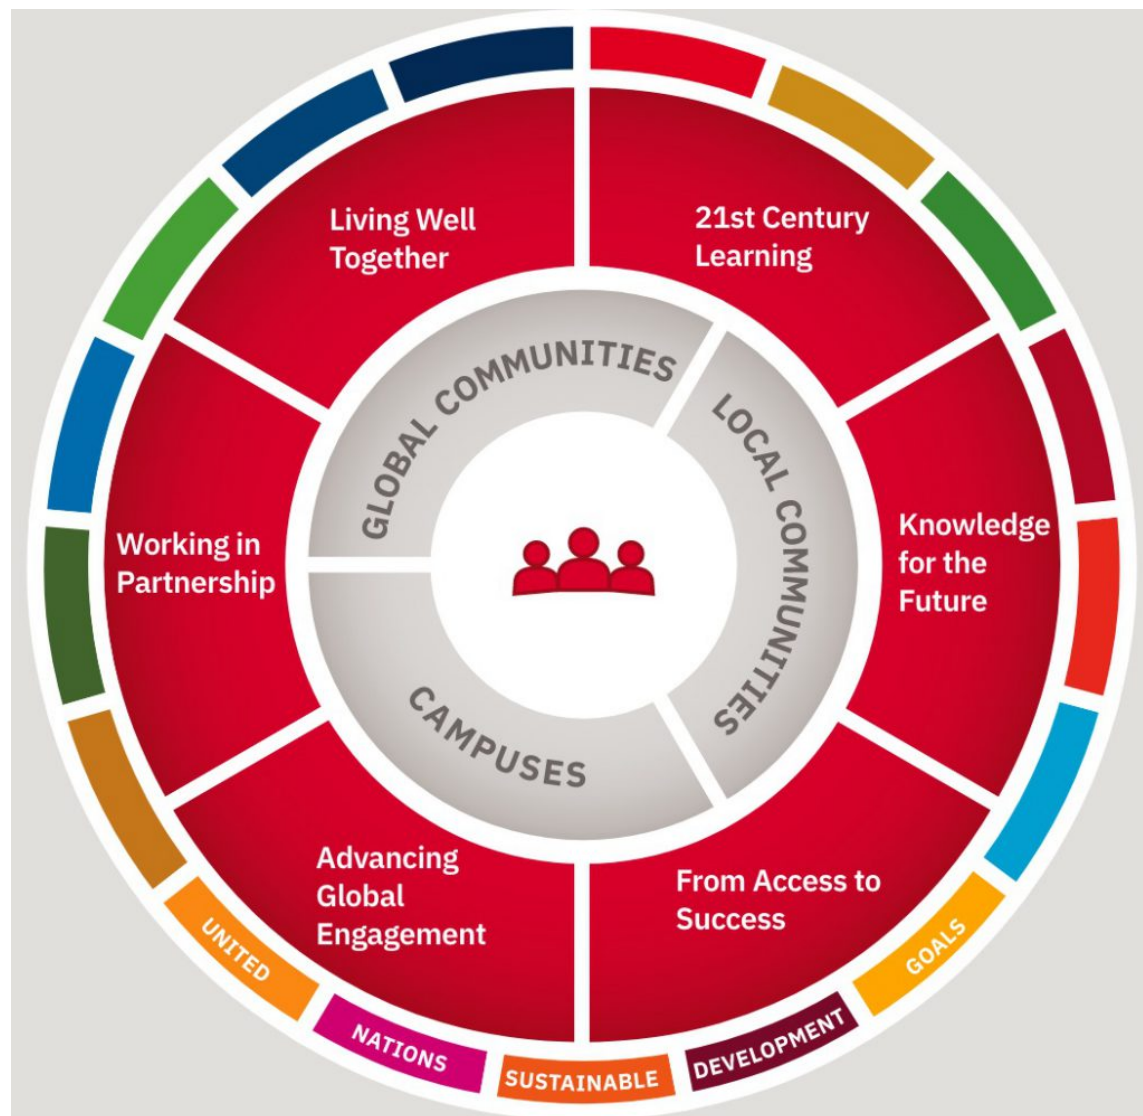 Living Well
Together
21st Century
Learning
GLOBAL COMMUNITIES
LOCAL COMMUNITIES
Working in
Partnership
Knowledge
for the
Future
CAMPUSES
Advancing
Global
Engagement
From Access to
Success
UNITED
NATIONS
SUSTAINABLE
DEVELOPMENT
GOALS